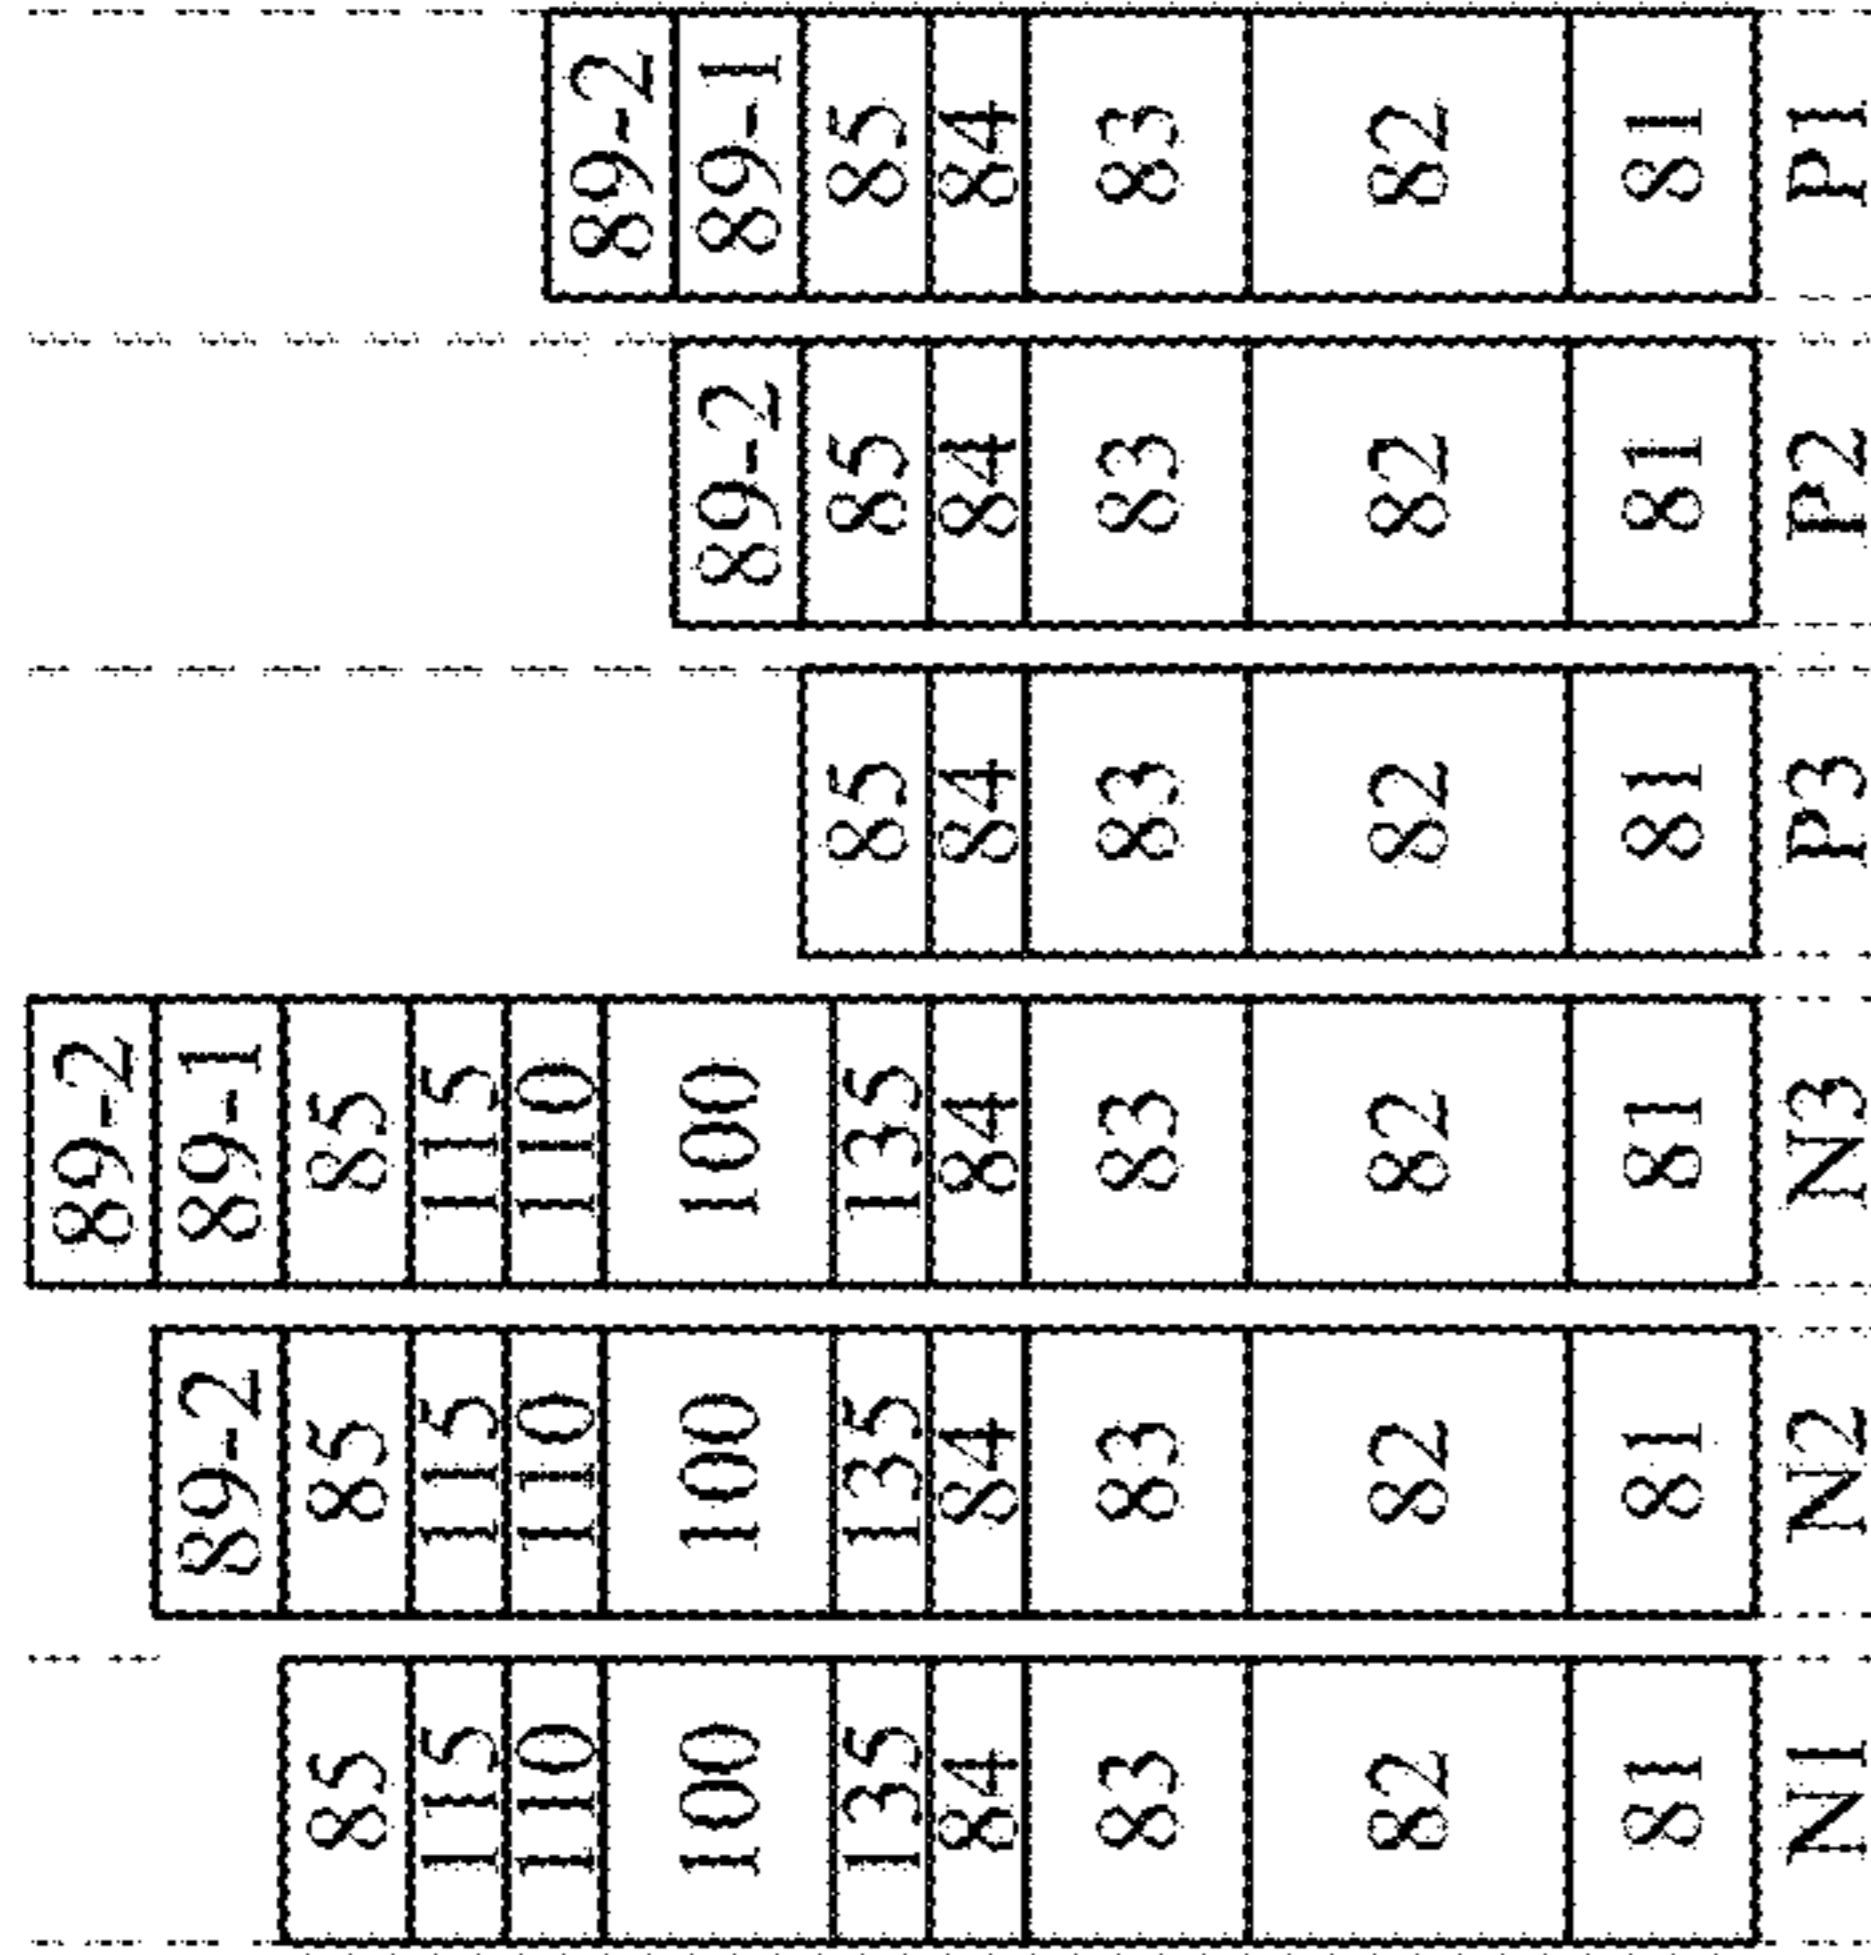 89-2
89-2 89-1
85 85 85
115 115 115
110 110 110 89-2
100 100 100 89-2 89-1
135 135 135 85 85 85
84 84 84 84 84 84
83 83 83 83 83 83
82 82 82 82 82 82
81 81 81 81 81 81
N1 N2 N3 P3 P2 P1